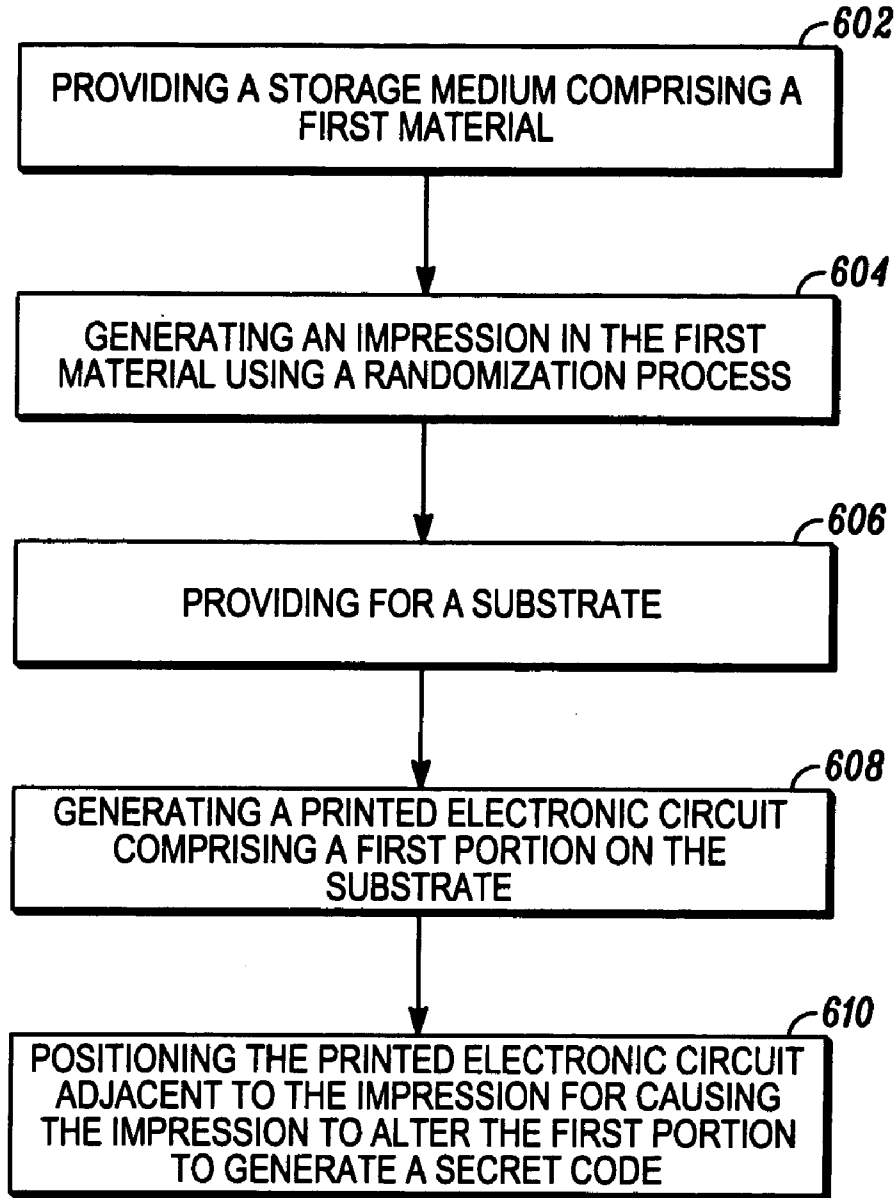 602
PROVIDING A STORAGE MEDIUM COMPRISING A
FIRST MATERIAL
604
GENERATING AN IMPRESSION IN THE FIRST
MATERIAL USING A RANDOMIZATION PROCESS
606
PROVIDING FOR A SUBSTRATE
608
GENERATING A PRINTED ELECTRONIC CIRCUIT
COMPRISING A FIRST PORTION ON THE
SUBSTRATE
610
POSITIONING THE PRINTED ELECTRONIC CIRCUIT
ADJACENT TO THE IMPRESSION FOR CAUSING
THE IMPRESSION TO ALTER THE FIRST PORTION
TO GENERATE A SECRET CODE